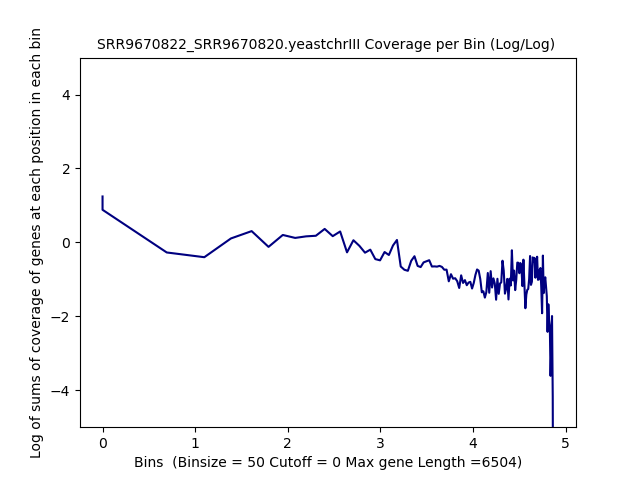 SRR9670822_SRR9670820.yeastchrIII Coverage per Bin (Log/Log)
Log of sums of coverage of genes at each position in each bin
4
2
0
−2
−4
0 1 2 3 4 5
Bins  (Binsize = 50 Cutoff = 0 Max gene Length =6504)